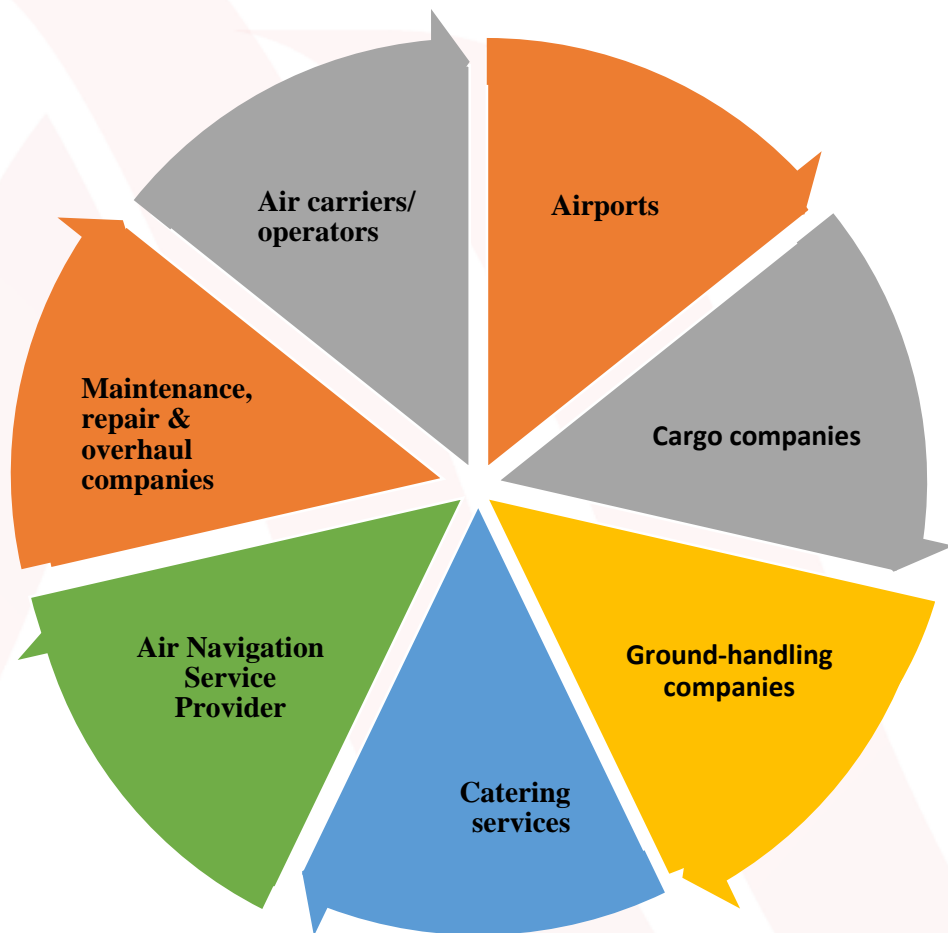 Airports
Cargo companies
Ground-handling
companies
Catering
services
Air Navigation
Service
Provider
Maintenance,
repair &
overhaul
companies
Air carriers/
operators